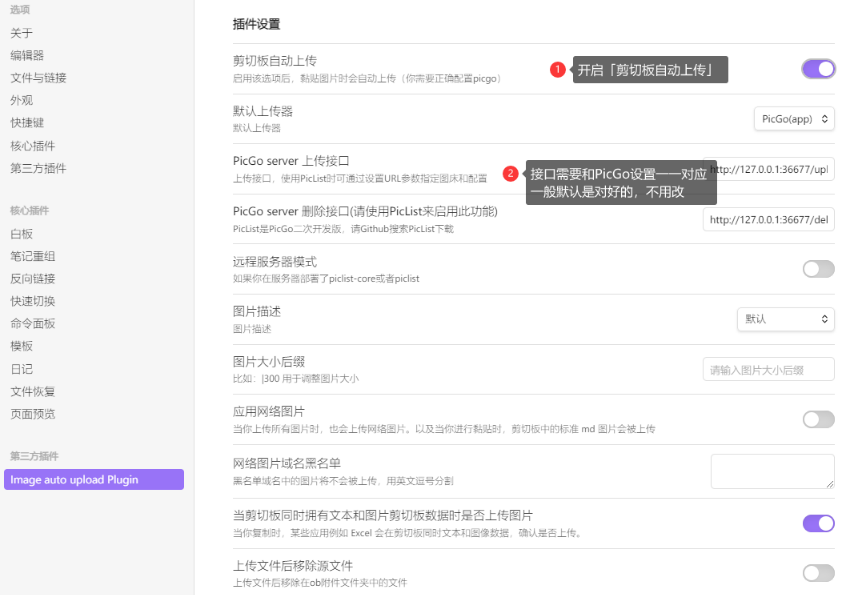 选项
关于
编辑器
文件与链接
外观
快捷键
核心插件
第三方插件
核心插件
白板
笔记重组
反向链接
快速切换
命令面板
模板
日记
文件恢复
页面预览
第三方插件
Image auto upload Plugin
插件设置
剪切板自动上传
启用该选项后，黏贴图片时会自动上传（你需要正确配置picgo）
1 开启「剪切板自动上传」
默认上传器
默认上传器
PicGo(app)
PicGo server 上传接口
上传接口，使用PicList时可通过设置URL参数指定图床和配置
2 接口需要和PicGo设置一一对应
一般默认是对好的，不用改
http://127.0.0.1:36677/upl
PicGo server 删除接口(请使用PicList来启用此功能)
PicList是PicGo二次开发版，请Github搜索PicList下载
http://127.0.0.1:36677/del
远程服务器模式
如果你在服务器部署了piclist-core或者piclist
图片描述
图片描述
默认
图片大小后缀
比如：|300 用于调整图片大小
请输入图片大小后缀
应用网络图片
当你上传所有图片时，也会上传网络图片。以及当你进行黏贴时，剪切板中的标准 md 图片会被上传
网络图片域名黑名单
黑名单域名中的图片将不会被上传，用英文逗号分割
当剪切板同时拥有文本和图片剪切板数据时是否上传图片
当你复制时，某些应用例如 Excel 会在剪切板同时文本和图像数据，确认是否上传。
上传文件后移除源文件
上传文件后移除在ob附件文件夹中的文件